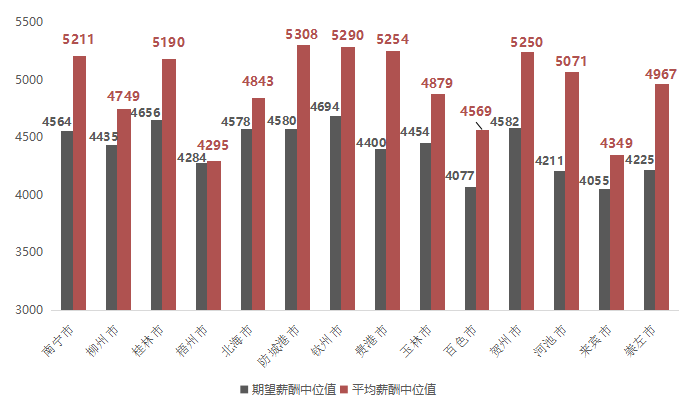 5500
5000
4500
4000
3500
3000
4564 5211
4435 4749
4656 5190
4284 4295
4578 4843
4580 5308
4694 5290
4400 5254
4454 4879
4077 4569
4582 5250
4211 5071
4055 4349
4225 4967
南宁市
柳州市
桂林市
梧州市
北海市
防城港市
钦州市
贵港市
玉林市
百色市
贺州市
河池市
来宾市
崇左市
期望薪酬中位值 平均薪酬中位值